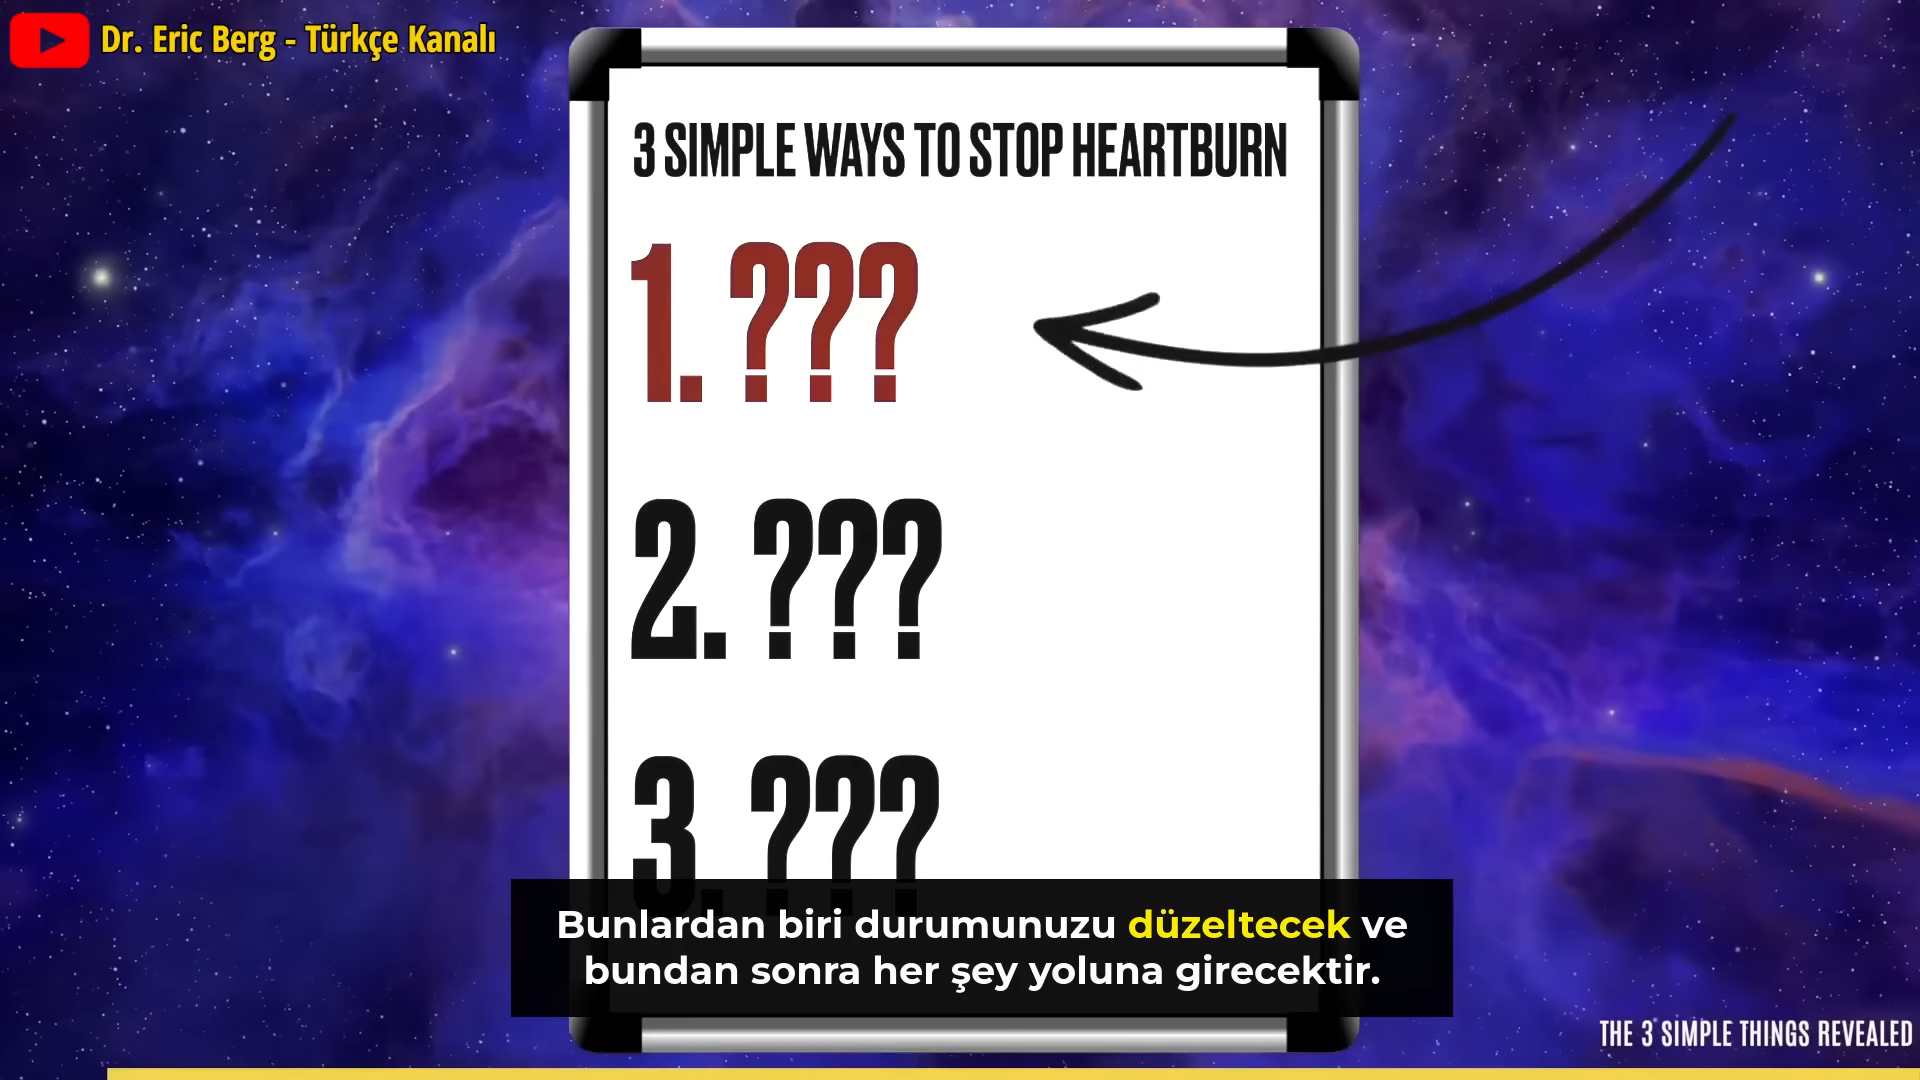 Dr. Eric Berg - Türkçe Kanalı
3 SIMPLE WAYS TO STOP HEARTBURN
1. ???
2. ???
3. ???
Bunlardan biri durumunuzu düzeltecek ve
bundan sonra her şey yoluna girecektir.
THE 3 SIMPLE THINGS REVEALED